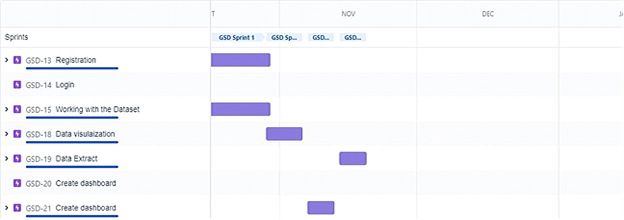 T NOV DEC JA
Sprints GSD Sprint 1 GSD Sp... GSD... GSD...
GSD-13 Registration
GSD-14 Login
GSD-15 Working with the Dataset
GSD-18 Data visulaization
GSD-19 Data Extract
GSD-20 Create dashboard
GSD-21 Create dashboard